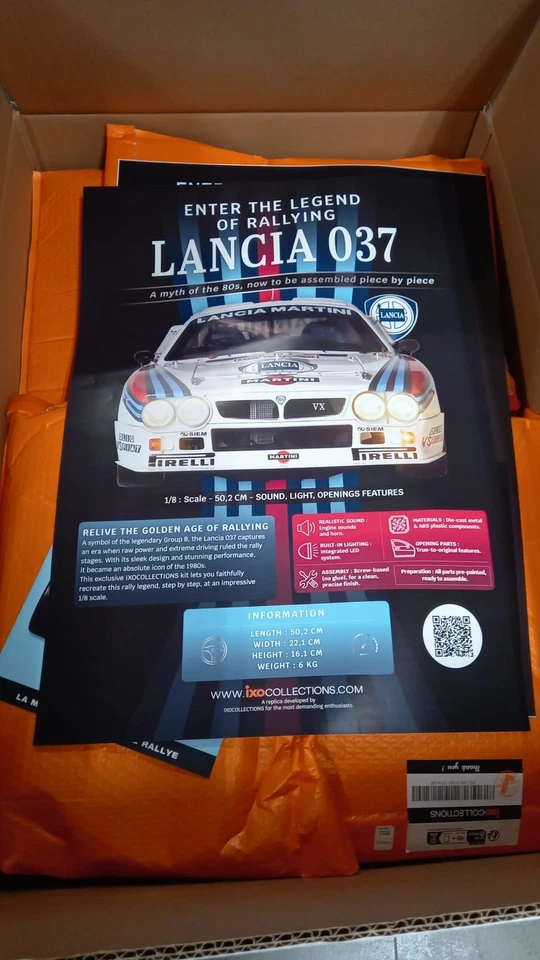 ENTER THE LEGEND
OF RALLYING
LANCIA 037
A myth of the 80s, now to be assembled piece by piece
LANCIA
LANCIA MARTINI
LANCIA
MARTINI
VX
SIEM
SIEM
PIRELLI
MARTINI
PIRELLI
1/8 : Scale - 50,2 CM - SOUND, LIGHT, OPENINGS FEATURES
RELIVE THE GOLDEN AGE OF RALLYING
A symbol of the legendary Group B, the Lancia 037 captures
an era when raw power and extreme driving ruled the rally
stages. With its sleek design and stunning performance,
it became an absolute icon of the 1980s.
This exclusive IXOCOLLECTIONS kit lets you faithfully
recreate this rally legend, step by step, at an impressive
1/8 scale.
REALISTIC SOUND :
Engine sounds
and horn.
MATERIALS : Die-cast metal
& ABS plastic components.
BUILT-IN LIGHTING :
Integrated LED
system.
OPENING PARTS :
True-to-original features.
ASSEMBLY : Screw-based
(no glue), for a clean,
precise finish.
Preparation : All parts pre-painted,
ready to assemble.
INFORMATION
LENGTH : 50,2 CM
WIDTH : 22,1 CM
HEIGHT : 16,1 CM
WEIGHT : 6 KG
WWW.ixoCOLLECTIONS.COM
A replica developed by
IXOCOLLECTIONS for the most demanding enthusiasts.
LA M
RALLYE
Thank you !
ixoCOLLECTIONS